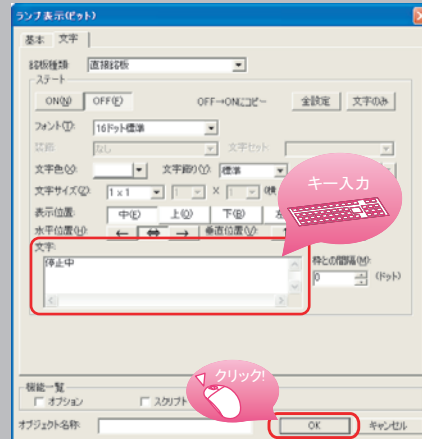 ランプ表示(ビット)
基本 文字
銘板種類: 直接銘板
ステート
ON(N) OFF(F) OFF→ONにコピー 全設定 文字のみ
フォント(T): 16ドット標準
なし 文字セット
文字色(X): 文字飾り(Y): 標準
文字サイズ(Z): 1 x 1 1 X 1
キー入力
表示位置: 中(E) 上(Q) 下(B)
水平位置(H): ← ⇔ → 垂直位置(V):
文字: 枠との間隔(M):
停止中 0 (ドット)
クリック!
機能一覧
オプション スクリプト
オブジェクト名称: OK キャンセル